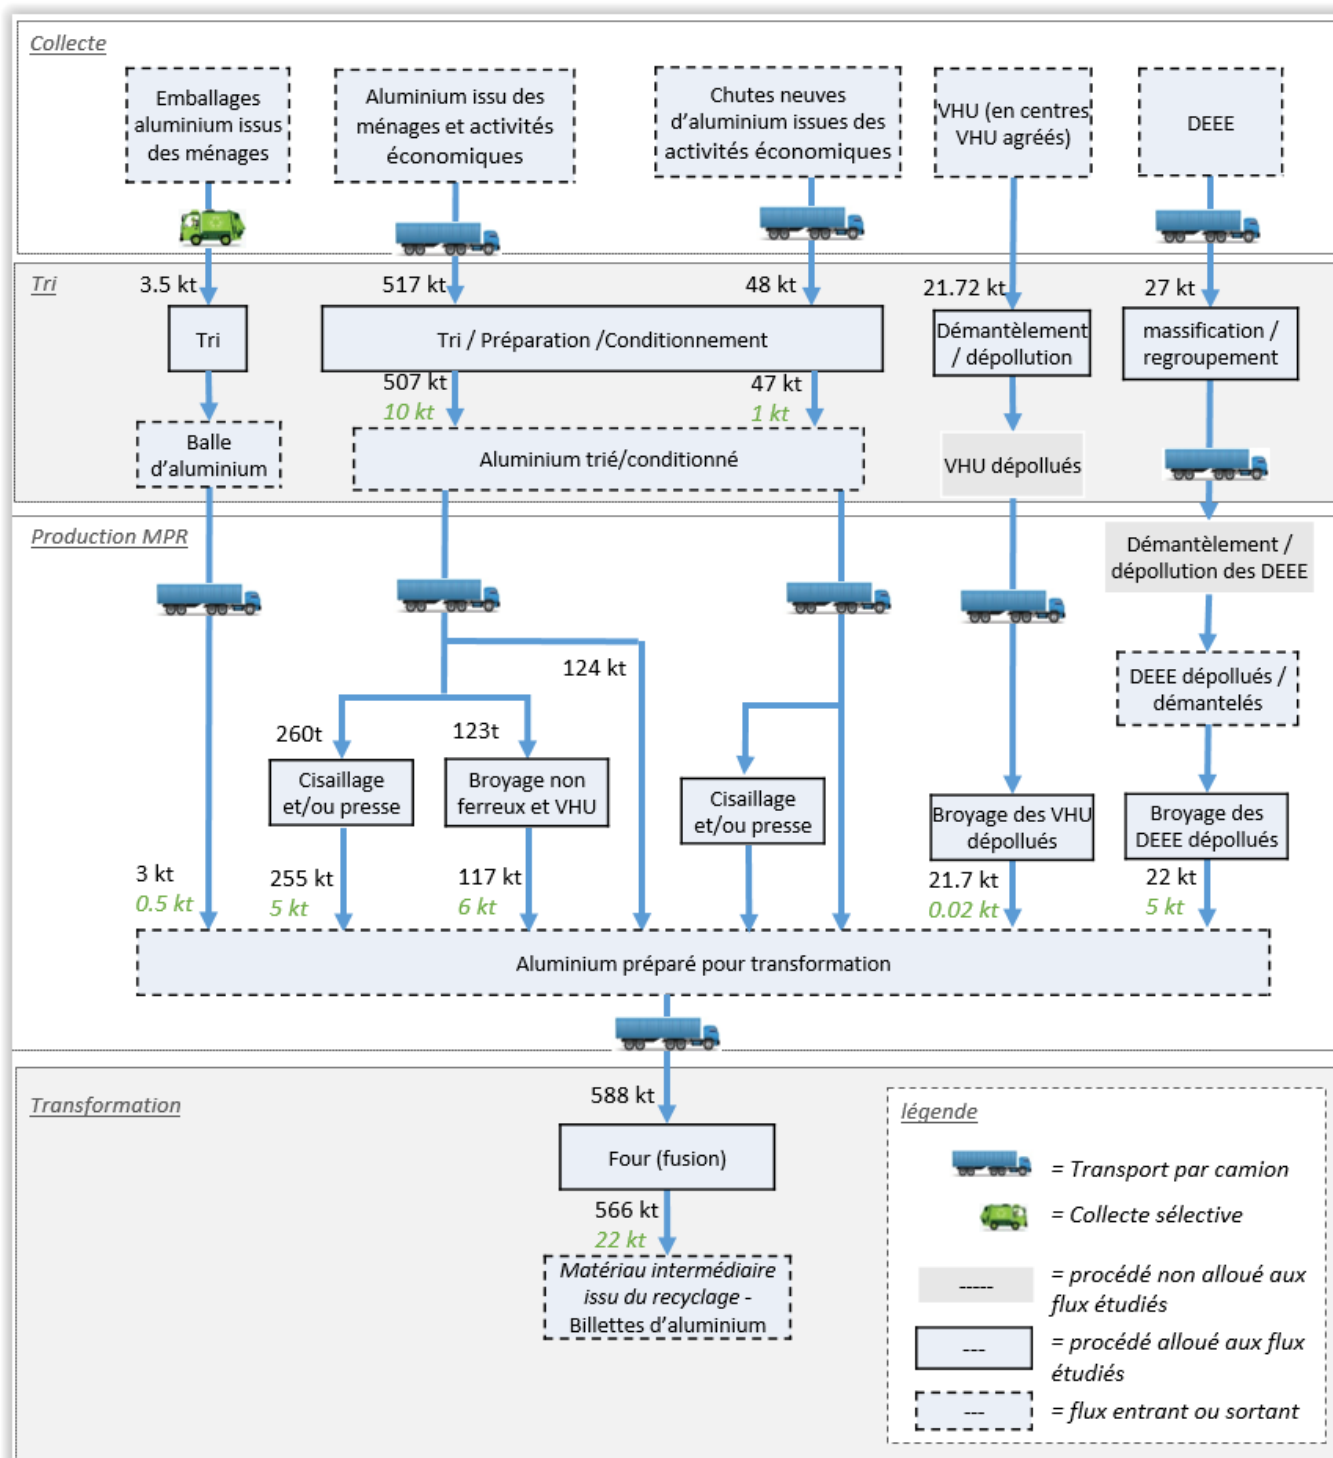 Collecte
Emballages
aluminium issus
des ménages
Aluminium issu des
ménages et activités
économiques
Chutes neuves
d'aluminium issues des
activités économiques
VHU (en centres
VHU agréés)
DEEE
Tri
3.5 kt
517 kt
48 kt
21.72 kt
27 kt
Tri
Tri / Préparation /Conditionnement
Démantèlement
/ dépollution
massification /
regroupement
507 kt
10 kt
47 kt
1 kt
Balle
d'aluminium
Aluminium trié/conditionné
VHU dépollués
Production MPR
Démantèlement /
dépollution des DEEE
124 kt
DEEE dépollués /
démantelés
260t
123t
Cisaillage
et/ou presse
Broyage non
ferreux et VHU
Cisaillage
et/ou presse
Broyage des VHU
dépollués
Broyage des
DEEE dépollués
3 kt
0.5 kt
255 kt
5 kt
117 kt
6 kt
21.7 kt
0.02 kt
22 kt
5 kt
Aluminium préparé pour transformation
Transformation
588 kt
Four (fusion)
566 kt
22 kt
Matériau intermédiaire
issu du recyclage -
Billettes d'aluminium
légende
= Transport par camion
= Collecte sélective
-----
= procédé non alloué aux
flux étudiés
---
= procédé alloué aux flux
étudiés
---
= flux entrant ou sortant